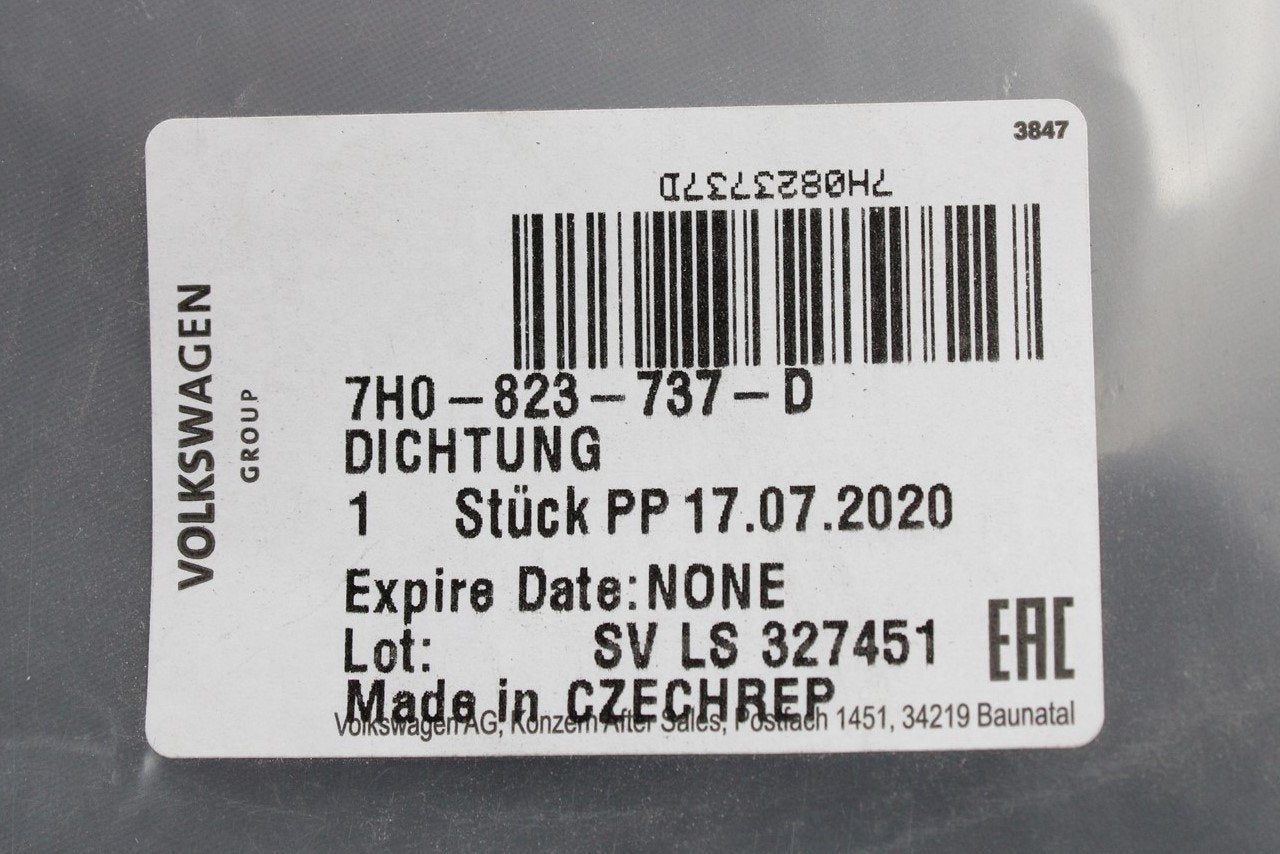 3847
7H0823737D
VOLKSWAGEN
GROUP
7H0-823-737-D
DICHTUNG
1 Stück PP 17.07.2020
Expire Date:NONE
Lot: SV LS 327451
EAC
Made in CZECHREP
Volkswagen AG, Konzern After Sales, Postfach 1451, 34219 Baunatal